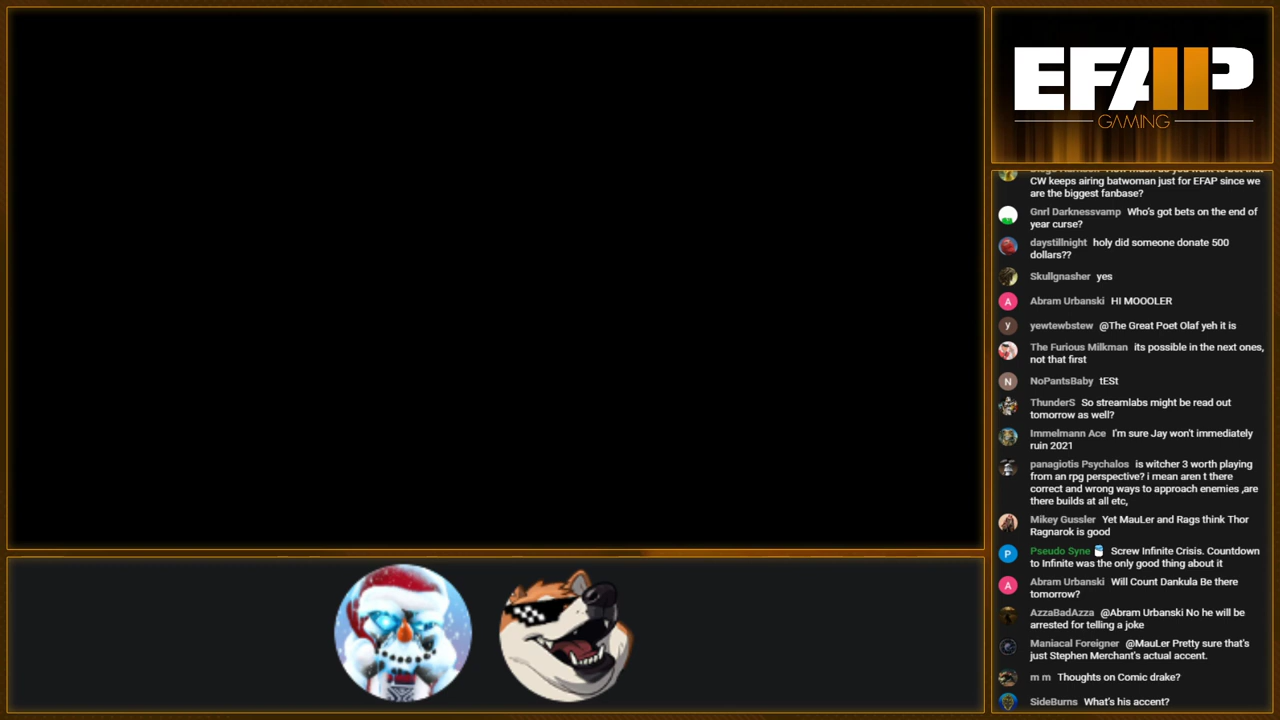 EFAP
GAMING
CW keeps airing batwoman just for EFAP since we
are the biggest fanbase?
Gnrl Darknessvamp Who's got bets on the end of
year curse?
daystillnight holy did someone donate 500
dollars??
Skullgnasher yes
A Abram Urbanski HI MOOOLER
y yewtewbstew @The Great Poet Olaf yeh it is
The Furious Milkman its possible in the next ones,
not that first
N NoPantsBaby tESt
ThunderS So streamlabs might be read out
tomorrow as well?
Immelmann Ace I'm sure Jay won't immediately
ruin 2021
panagiotis Psychalos is witcher 3 worth playing
from an rpg perspective? i mean aren t there
correct and wrong ways to approach enemies ,are
there builds at all etc,
Mikey Gussler Yet MauLer and Rags think Thor
Ragnarok is good
P Pseudo Syne Screw Infinite Crisis. Countdown
to Infinite was the only good thing about it
A Abram Urbanski Will Count Dankula Be there
tomorrow?
AzzaBadAzza @Abram Urbanski No he will be
arrested for telling a joke
Maniacal Foreigner @MauLer Pretty sure that's
just Stephen Merchant's actual accent.
m m Thoughts on Comic drake?
SideBurns What's his accent?